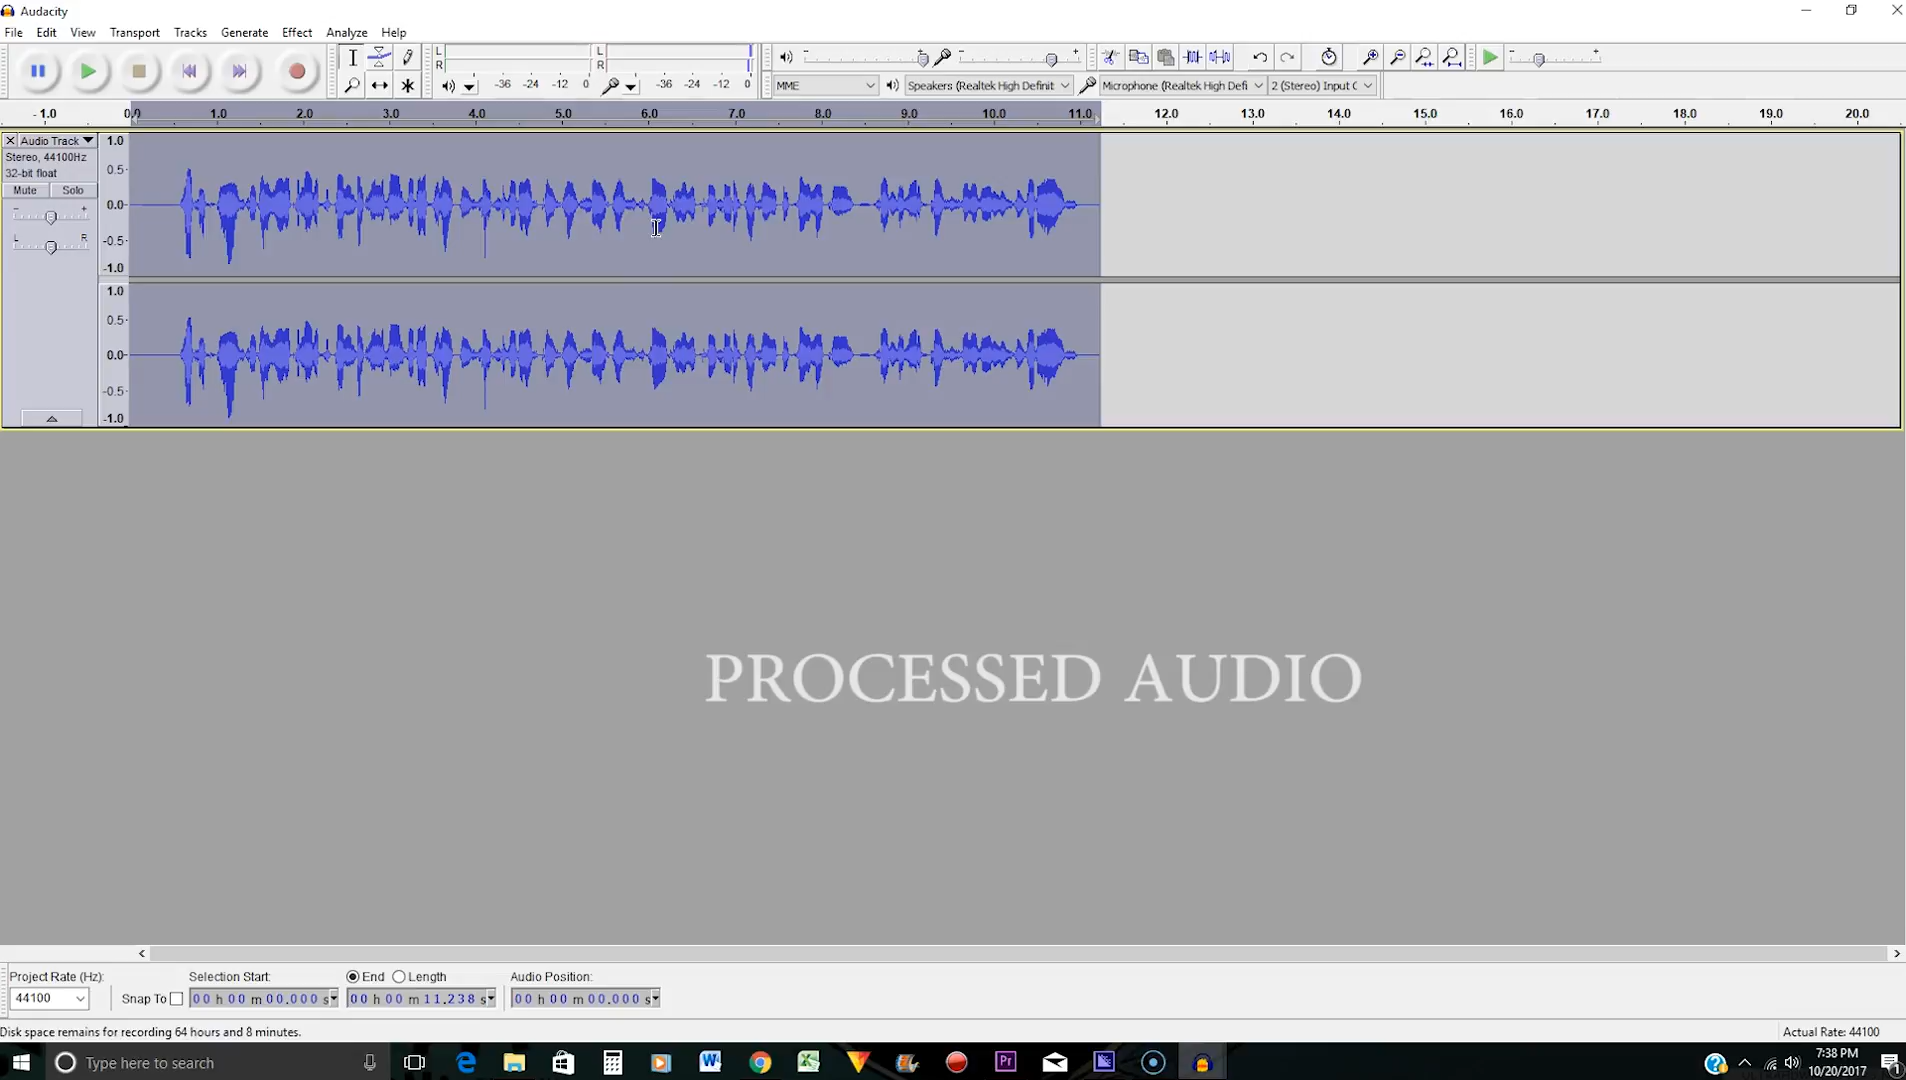 Audacity
File Edit View Transport Tracks Generate Effect Analyze Help
L R -36 -24 -12 0 L R -36 -24 -12 0
MME Speakers (Realtek High Definit Microphone (Realtek High Defi 2 (Stereo) Input C
- 1.0 0.0 1.0 2.0 3.0 4.0 5.0 6.0 7.0 8.0 9.0 10.0 11.0 12.0 13.0 14.0 15.0 16.0 17.0 18.0 19.0 20.0
Audio Track
Stereo, 44100Hz
32-bit float
Mute Solo
- +
L R
1.0
0.5
0.0
-0.5
-1.0
1.0
0.5
0.0
-0.5
-1.0
PROCESSED AUDIO
Project Rate (Hz): Selection Start: End Length Audio Position:
44100 Snap To 00 h 00 m 00.000 s 00 h 00 m 11.238 s 00 h 00 m 00.000 s
Disk space remains for recording 64 hours and 8 minutes. Actual Rate: 44100
Type here to search
7:38 PM
10/20/2017